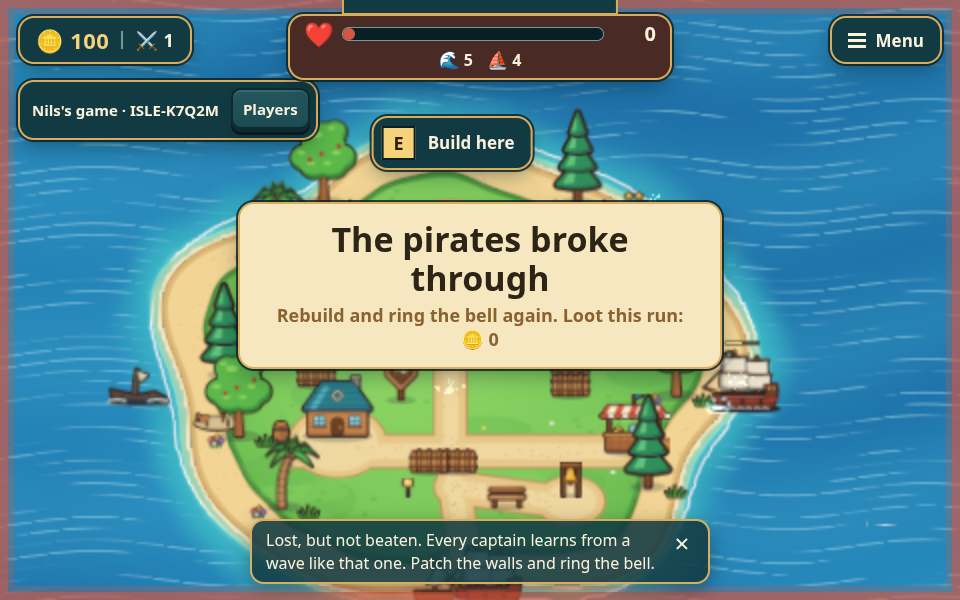 100 | 1
0
5 4
Menu
Nils's game · ISLE-K7Q2M
Players
E Build here
The pirates broke
through
Rebuild and ring the bell again. Loot this run:
0
Lost, but not beaten. Every captain learns from a
wave like that one. Patch the walls and ring the bell.